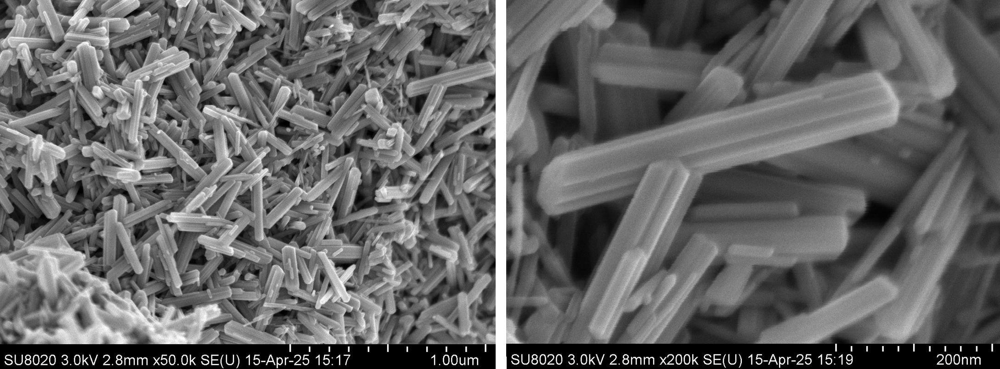 SU8020 3.0kV 2.8mm x50.0k SE(U) 15-Apr-25 15:17 1.00um
SU8020 3.0kV 2.8mm x200k SE(U) 15-Apr-25 15:19 200nm